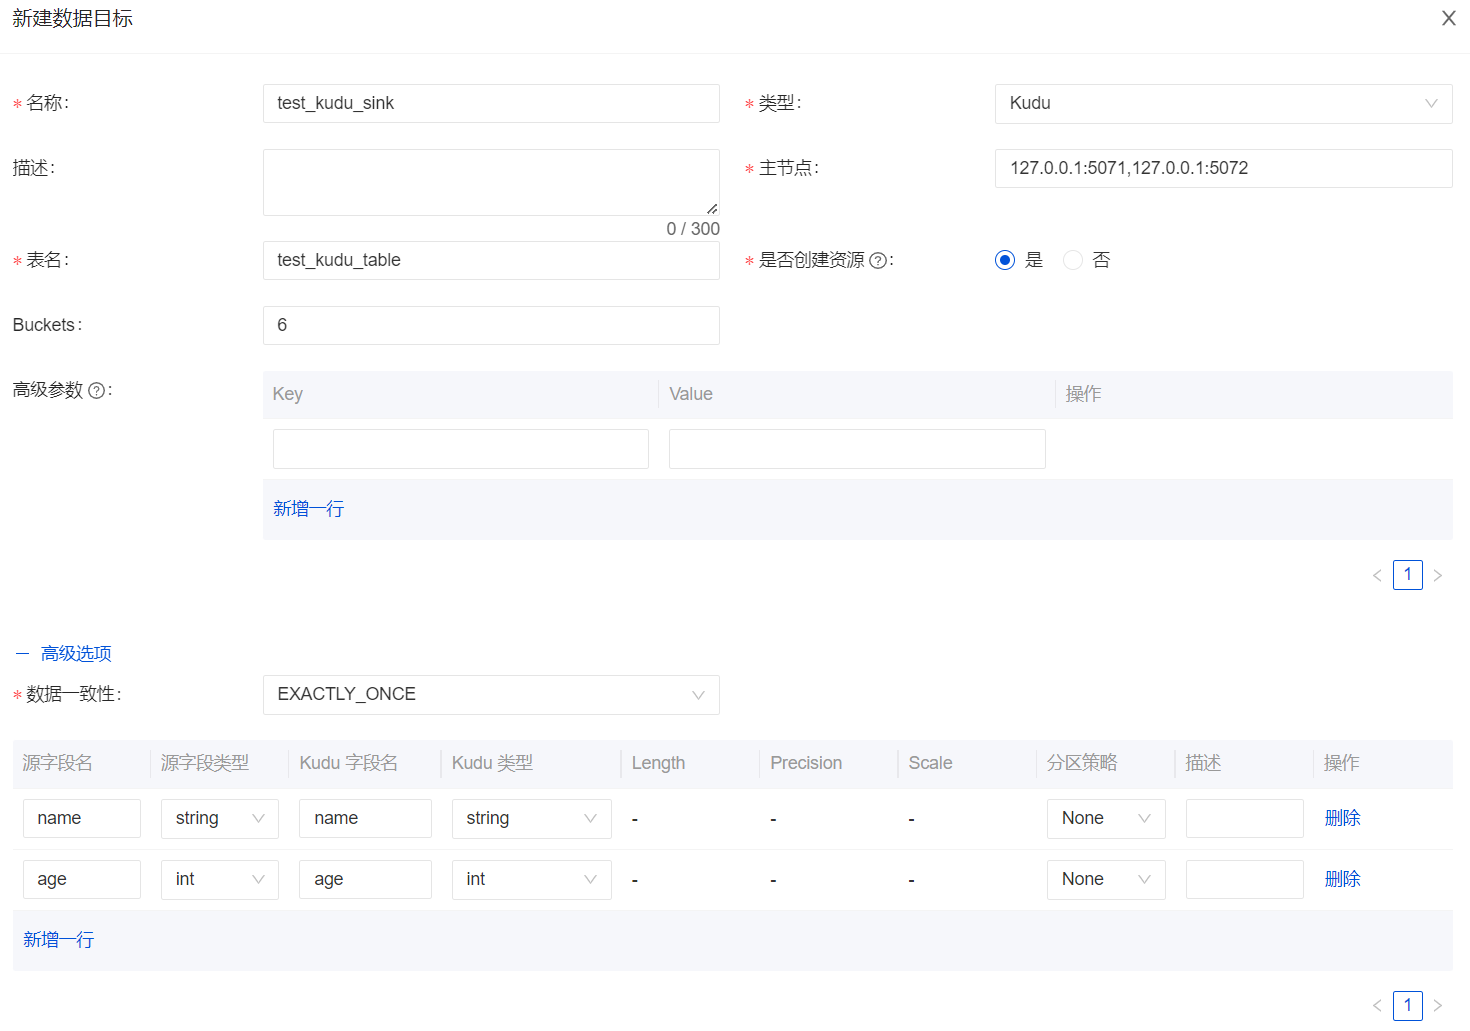 新建数据目标
* 名称: test_kudu_sink * 类型: Kudu
描述: * 主节点: 127.0.0.1:5071,127.0.0.1:5072
0 / 300
* 表名: test_kudu_table * 是否创建资源 ? : 是 否
Buckets: 6
高级参数 ? : Key Value 操作
新增一行
< 1 >
高级选项
* 数据一致性: EXACTLY_ONCE
源字段名 源字段类型 Kudu 字段名 Kudu 类型 Length Precision Scale 分区策略 描述 操作
name string name string - - - None 删除
age int age int - - - None 删除
新增一行
< 1 >